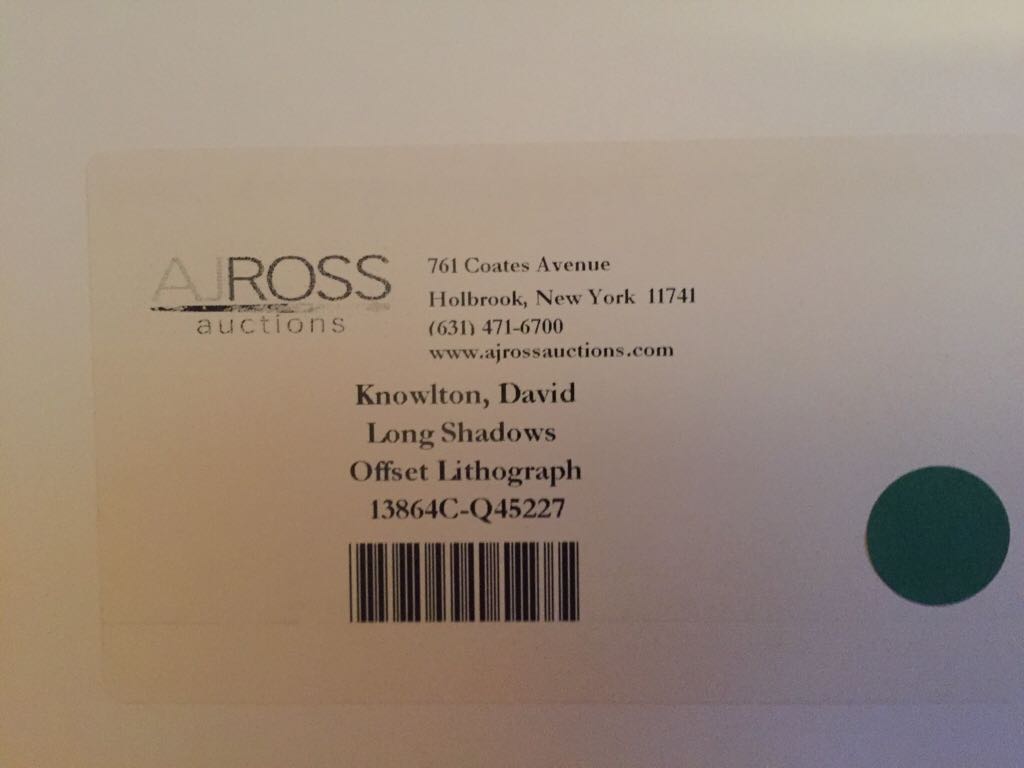 AJROSS
auctions
761 Coates Avenue
Holbrook, New York 11741
(631) 471-6700
www.ajrossauctions.com
Knowlton, David
Long Shadows
Offset Lithograph
13864C-Q45227